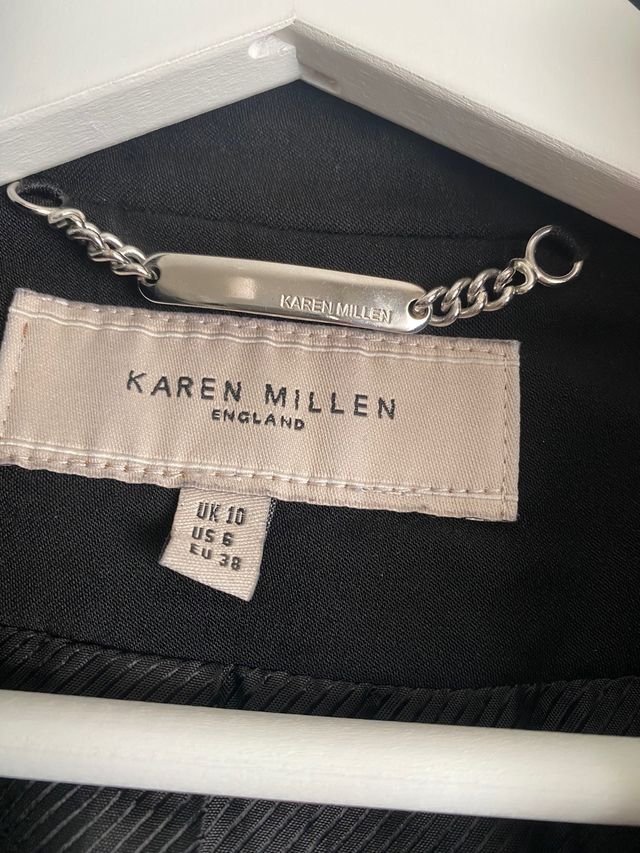 KAREN MILLEN
KAREN MILLEN
ENGLAND
UK 10
US 6
EU 38